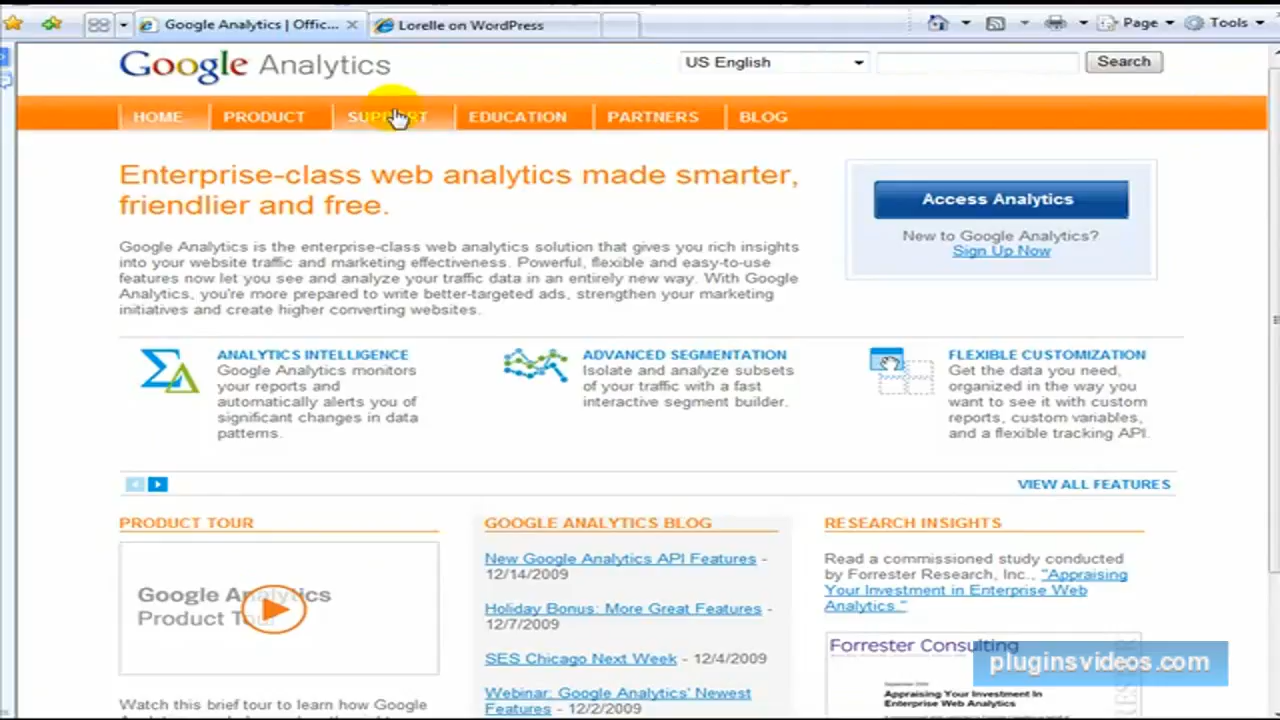 Google Analytics | Offic...
Lorelle on WordPress
Page
Tools
Google Analytics
US English
Search
HOME
PRODUCT
SUPPORT
EDUCATION
PARTNERS
BLOG
Enterprise-class web analytics made smarter,
friendlier and free.
Google Analytics is the enterprise-class web analytics solution that gives you rich insights
into your website traffic and marketing effectiveness. Powerful, flexible and easy-to-use
features now let you see and analyze your traffic data in an entirely new way. With Google
Analytics, you're more prepared to write better-targeted ads, strengthen your marketing
initiatives and create higher converting websites.
Access Analytics
New to Google Analytics?
Sign Up Now
ANALYTICS INTELLIGENCE
Google Analytics monitors
your reports and
automatically alerts you of
significant changes in data
patterns.
ADVANCED SEGMENTATION
Isolate and analyze subsets
of your traffic with a fast
interactive segment builder.
FLEXIBLE CUSTOMIZATION
Get the data you need,
organized in the way you
want to see it with custom
reports, custom variables,
and a flexible tracking API.
VIEW ALL FEATURES
PRODUCT TOUR
Google Analytics
Product Tour
Watch this brief tour to learn how Google
GOOGLE ANALYTICS BLOG
New Google Analytics API Features -
12/14/2009
Holiday Bonus: More Great Features -
12/7/2009
SES Chicago Next Week - 12/4/2009
Webinar: Google Analytics' Newest
Features - 12/2/2009
RESEARCH INSIGHTS
Read a commissioned study conducted
by Forrester Research, Inc., "Appraising
Your Investment in Enterprise Web
Analytics."
Forrester Consulting
Appraising Your Investment In
Enterprise Web Analytics
pluginsvideos.com